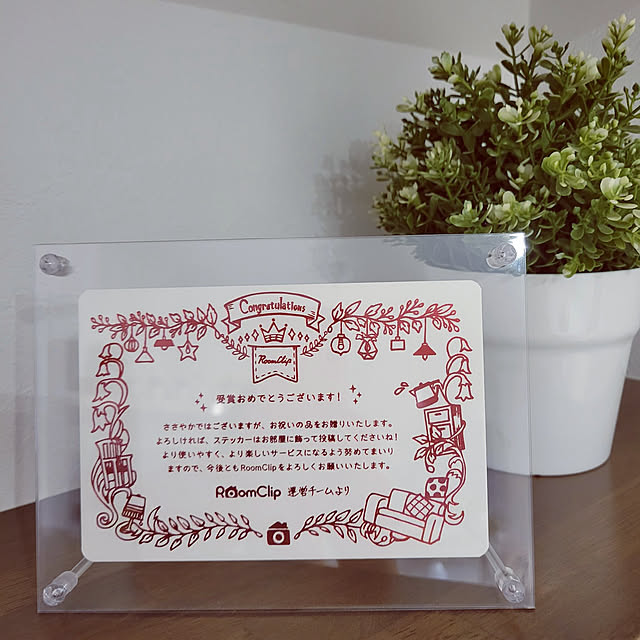 Congratulations
RoomClip
受賞おめでとうございます！
ささやかではございますが、お祝いの品をお贈りいたします。
よろしければ、ステッカーはお部屋に飾って投稿してくださいね！
より使いやすく、より楽しいサービスになるよう努めてまいり
ますので、今後ともRoomClipをよろしくお願いいたします。
RoomClip 運営チームより